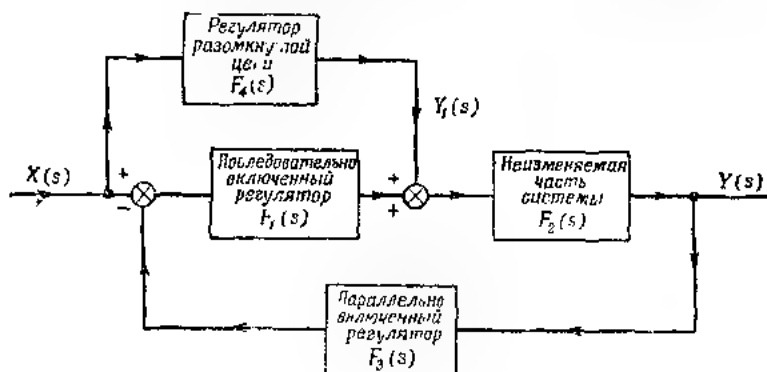 Регулятор
разомкнутой
цепи
F₄(s)
Y₁(s)
X(s)
+
−
Последовательно
включенный
регулятор
F₁(s)
+
+
Неизменяемая
часть
системы
F₂(s)
Y(s)
Параллельно
включенный
регулятор
F₃(s)